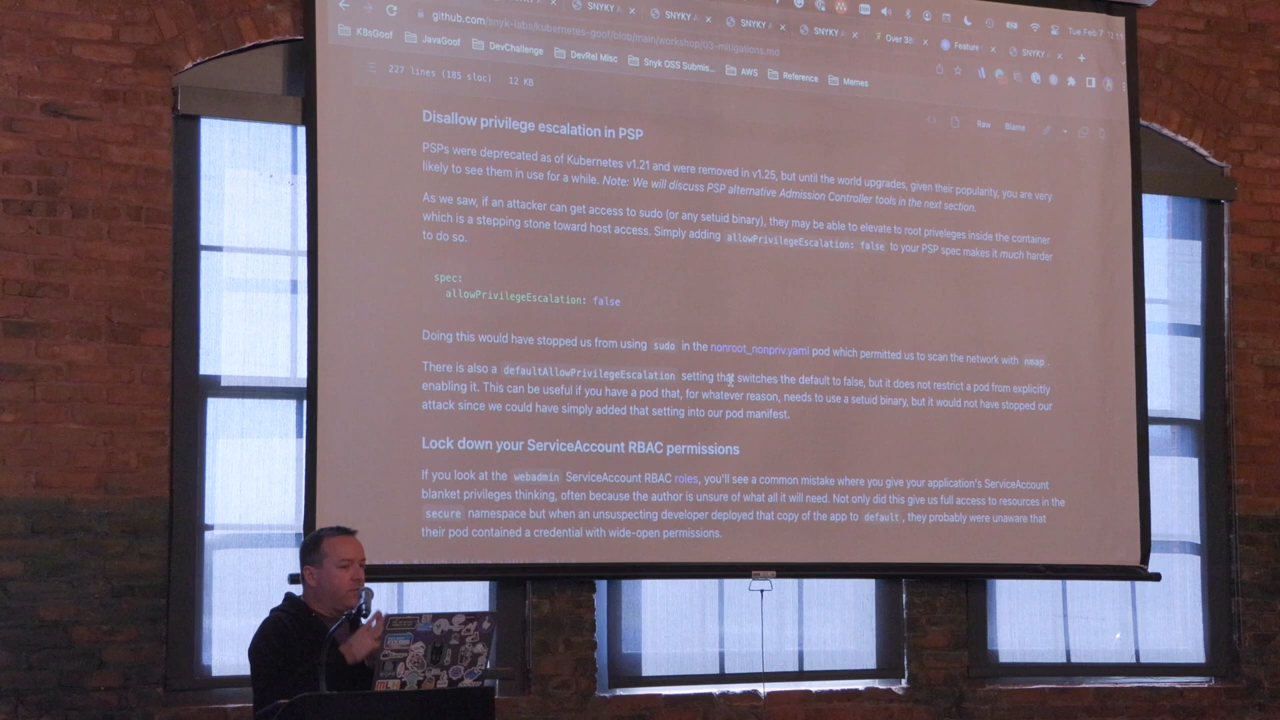 SNYKY SNYKY SNYKY SNYKY SNYKY Over 38 Feature SNYKY
Tue Feb 7
github.com/snyk-labs/kubernetes-goof/blob/main/workshop/03-mitigations.md
K8sGoof JavaGoof DevChallenge DevRel Misc Snyk OSS Submis... AWS Reference Memes
227 lines (185 sloc) 12 KB
Raw Blame
Disallow privilege escalation in PSP
PSPs were deprecated as of Kubernetes v1.21 and were removed in v1.25, but until the world upgrades, given their popularity, you are very
likely to see them in use for a while. Note: We will discuss PSP alternative Admission Controller tools in the next section.
As we saw, if an attacker can get access to sudo (or any setuid binary), they may be able to elevate to root priveleges inside the container
which is a stepping stone toward host access. Simply adding allowPrivilegeEscalation: false to your PSP spec makes it much harder
to do so.
spec:
allowPrivilegeEscalation: false
Doing this would have stopped us from using sudo in the nonroot_nonpriv.yaml pod which permitted us to scan the network with nmap.
There is also a defaultAllowPrivilegeEscalation setting that switches the default to false, but it does not restrict a pod from explicitly
enabling it. This can be useful if you have a pod that, for whatever reason, needs to use a setuid binary, but it would not have stopped our
attack since we could have simply added that setting into our pod manifest.
Lock down your ServiceAccount RBAC permissions
If you look at the webadmin ServiceAccount RBAC roles, you'll see a common mistake where you give your application's ServiceAccount
blanket privileges thinking, often because the author is unsure of what all it will need. Not only did this give us full access to resources in the
secure namespace but when an unsuspecting developer deployed that copy of the app to default, they probably were unaware that
their pod contained a credential with wide-open permissions.